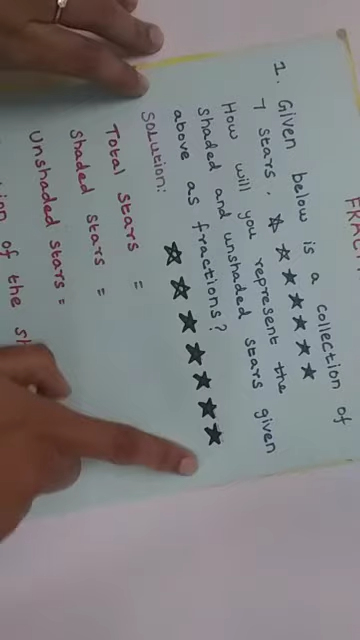 FRACTI
1. Given below is a collection of
7 stars.
How will you represent the
shaded and unshaded stars given
above as fractions?
Solution:
Total stars =
Shaded stars =
Unshaded stars =
of the sh